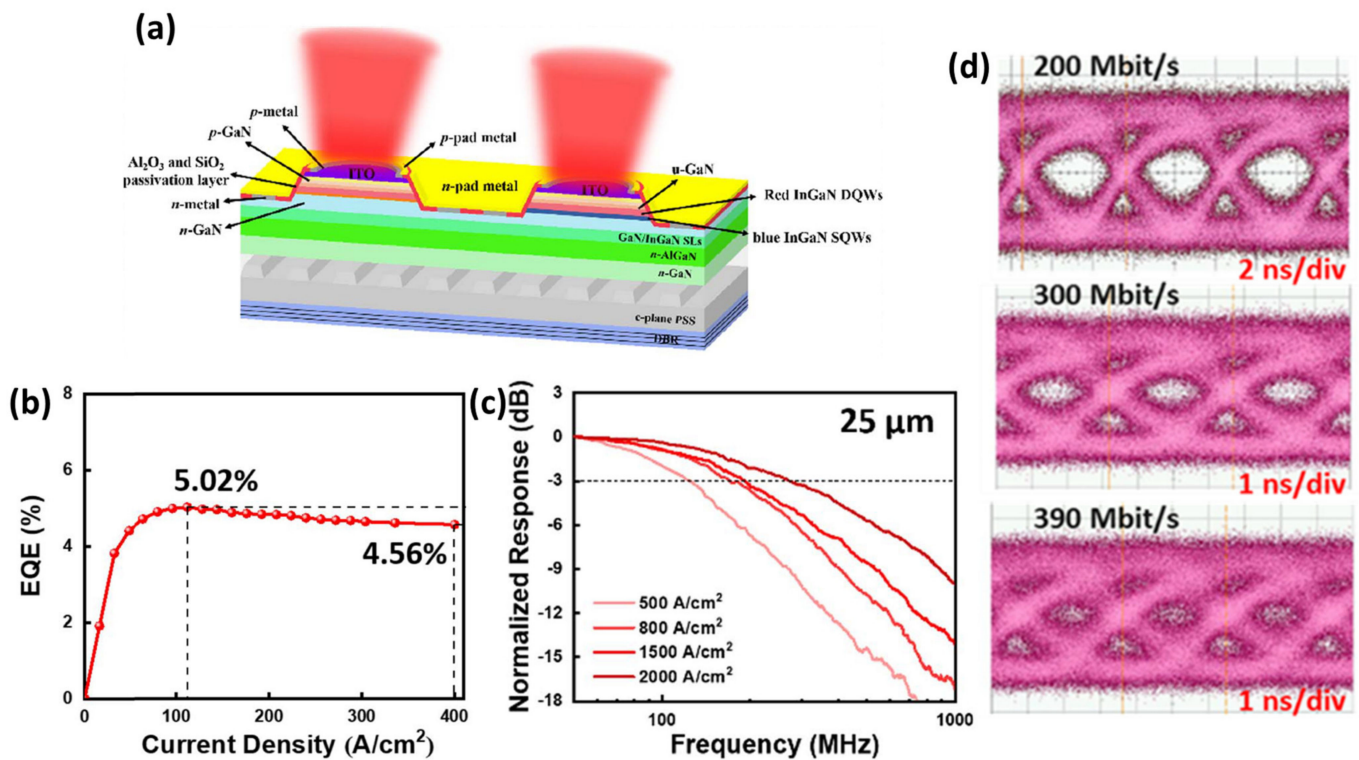 (a)
p-metal
p-GaN
Al₂O₃ and SiO₂
passivation layer
n-metal
n-GaN
p-pad metal
ITO
n-pad metal
ITO
u-GaN
Red InGaN DQWs
blue InGaN SQWs
GaN/InGaN SLs
n-AlGaN
n-GaN
c-plane PSS
DBR
(b)
8
6
4
2
0
EQE (%)
5.02%
4.56%
0
100
200
300
400
Current Density (A/cm²)
(c)
3
0
-3
-6
-9
-12
-15
-18
Normalized Response (dB)
25 μm
500 A/cm²
800 A/cm²
1500 A/cm²
2000 A/cm²
100
1000
Frequency (MHz)
(d)
200 Mbit/s
2 ns/div
300 Mbit/s
1 ns/div
390 Mbit/s
1 ns/div